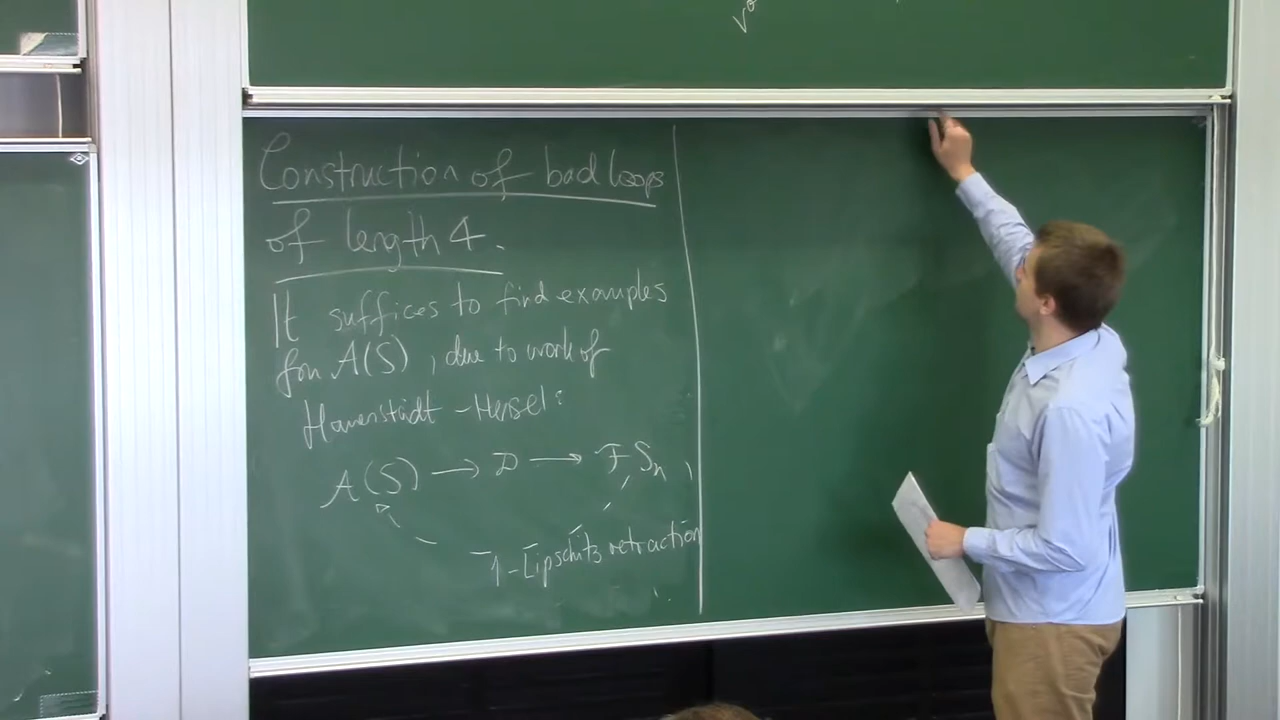 V
Construction of bad loops
of length 4.
It suffices to find examples
for A(S), due to work of
Hamenstädt - Hensel:
A(S) → D → FSn,
1-Lipschitz retraction